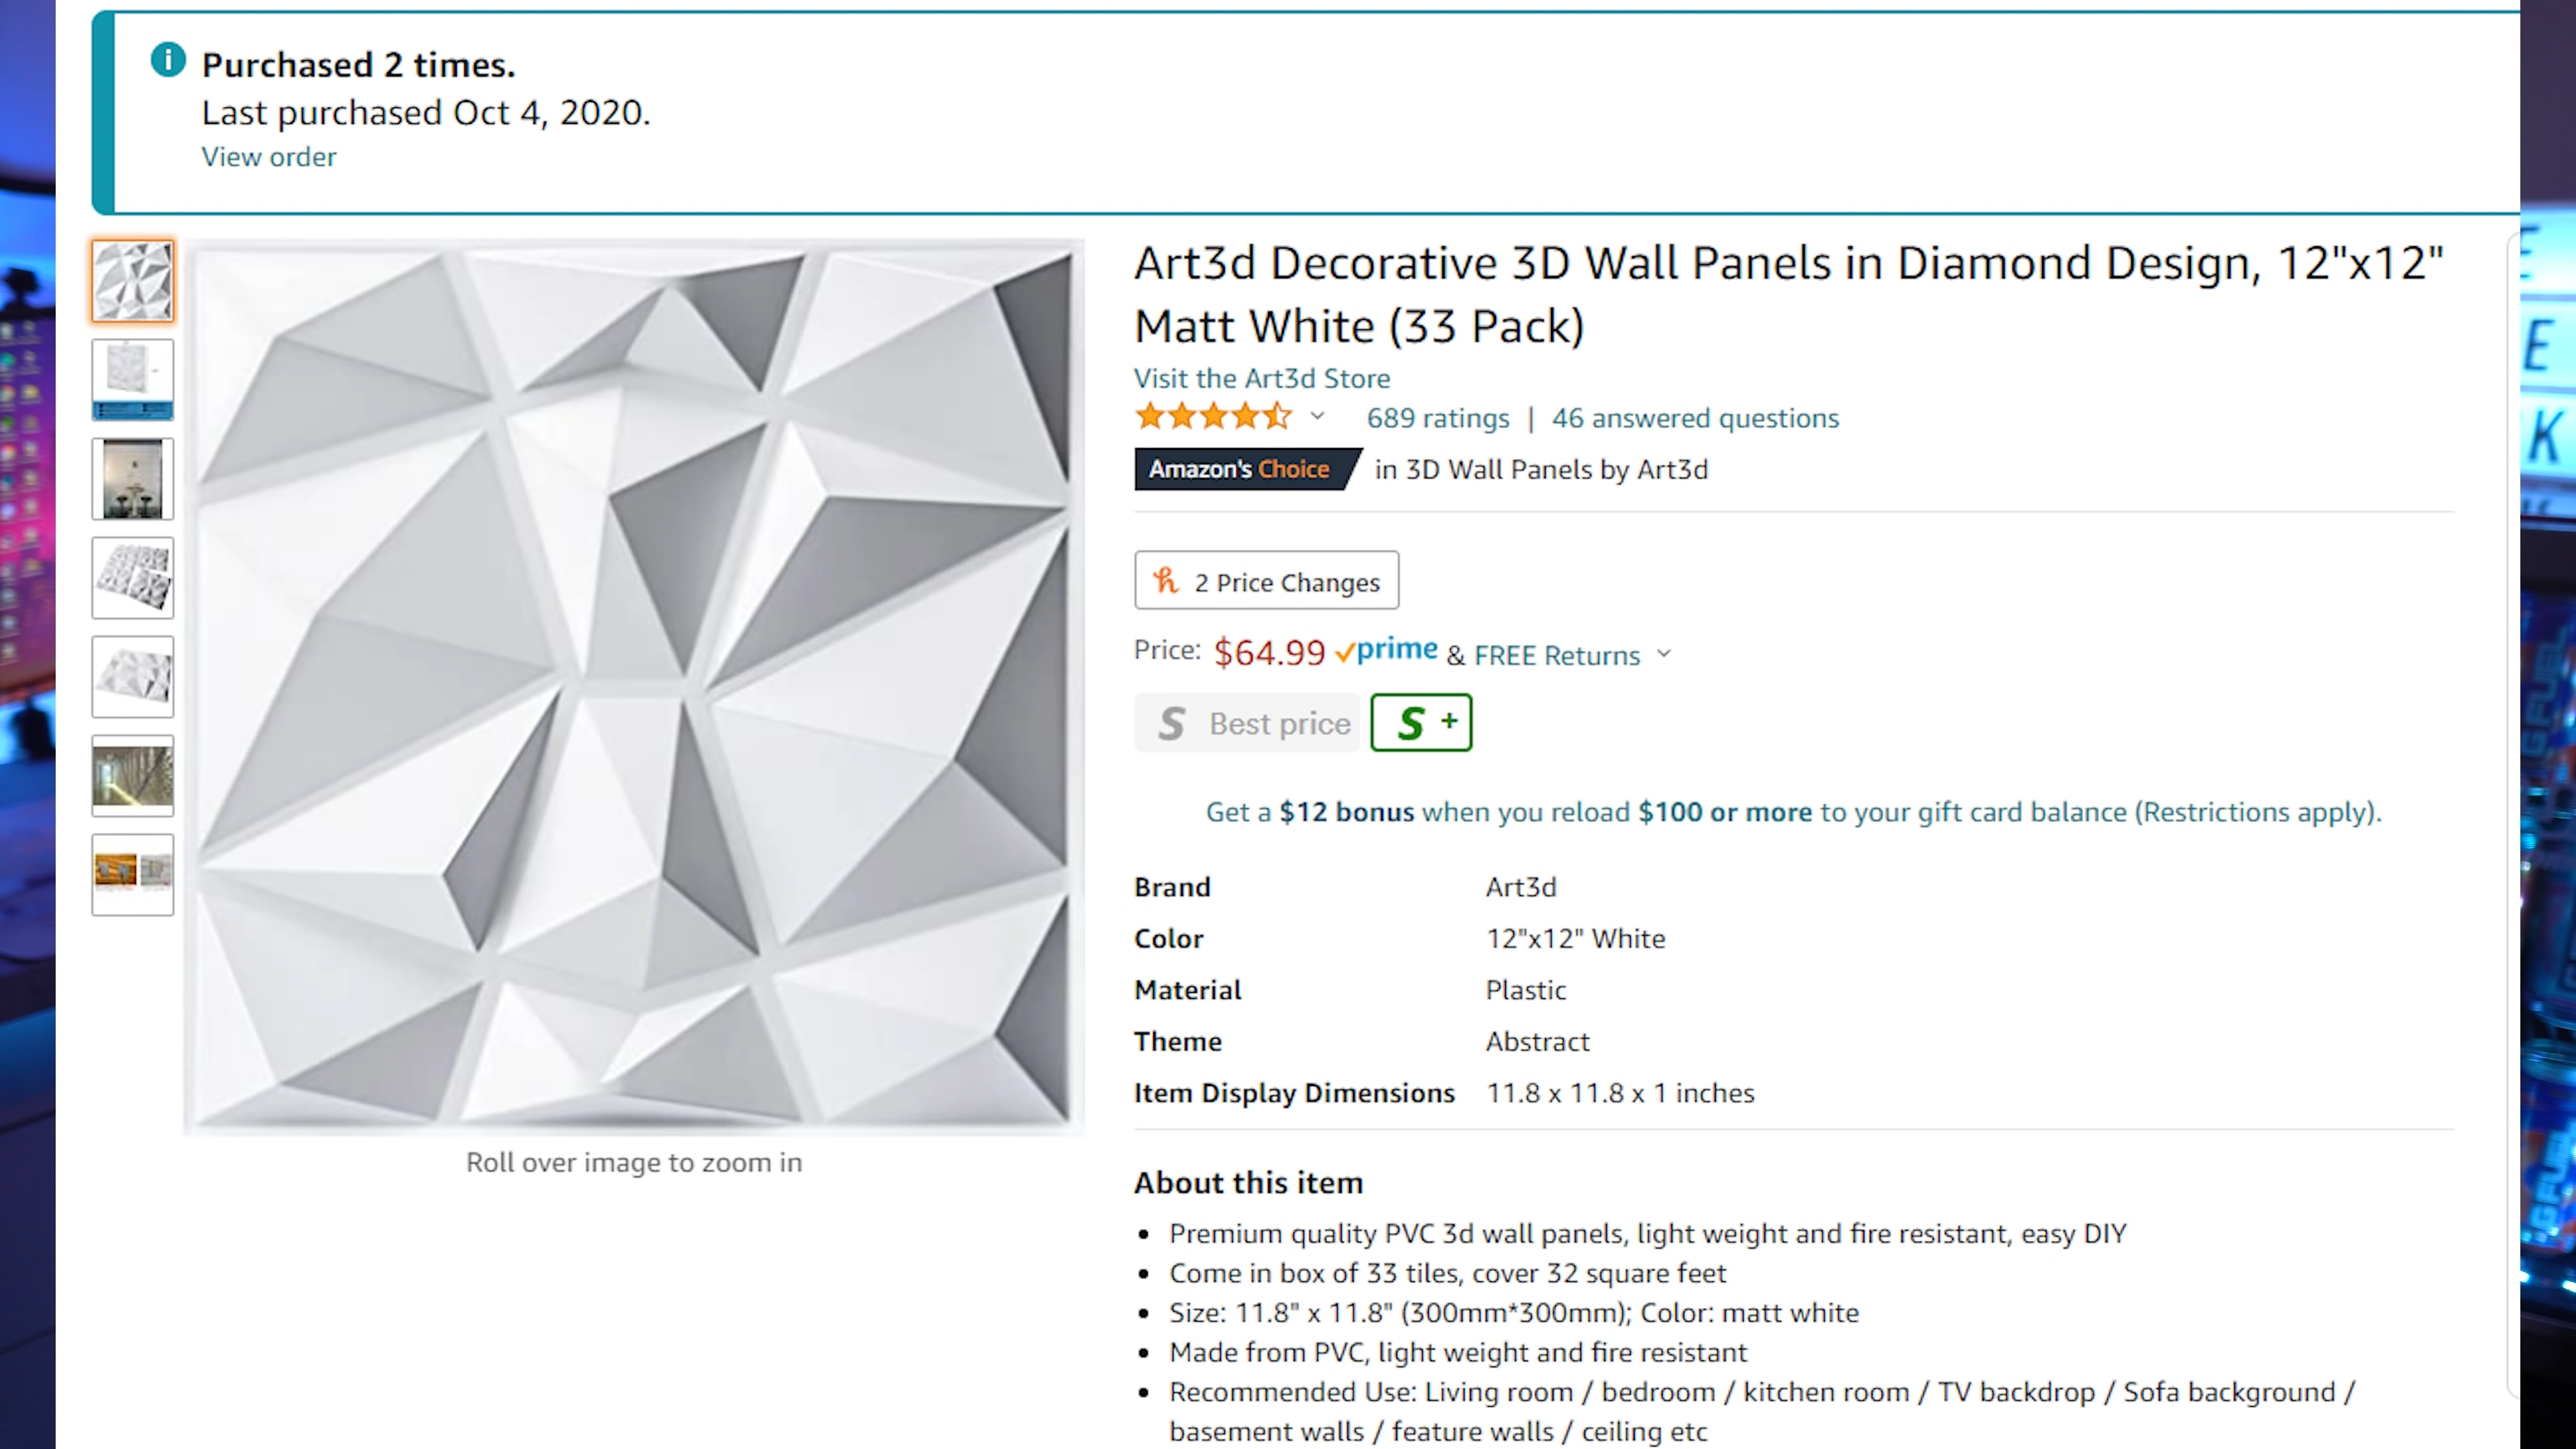 Purchased 2 times.
Last purchased Oct 4, 2020.
View order
Art3d Decorative 3D Wall Panels in Diamond Design, 12"x12"
Matt White (33 Pack)
Visit the Art3d Store
689 ratings | 46 answered questions
Amazon's Choice in 3D Wall Panels by Art3d
2 Price Changes
Price: $64.99 prime & FREE Returns
S Best price S +
Get a $12 bonus when you reload $100 or more to your gift card balance (Restrictions apply).
Brand Art3d
Color 12"x12" White
Material Plastic
Theme Abstract
Item Display Dimensions 11.8 x 11.8 x 1 inches
Roll over image to zoom in
About this item
• Premium quality PVC 3d wall panels, light weight and fire resistant, easy DIY
• Come in box of 33 tiles, cover 32 square feet
• Size: 11.8" x 11.8" (300mm*300mm); Color: matt white
• Made from PVC, light weight and fire resistant
• Recommended Use: Living room / bedroom / kitchen room / TV backdrop / Sofa background /
basement walls / feature walls / ceiling etc
E
K
GFUEL
GFUEL